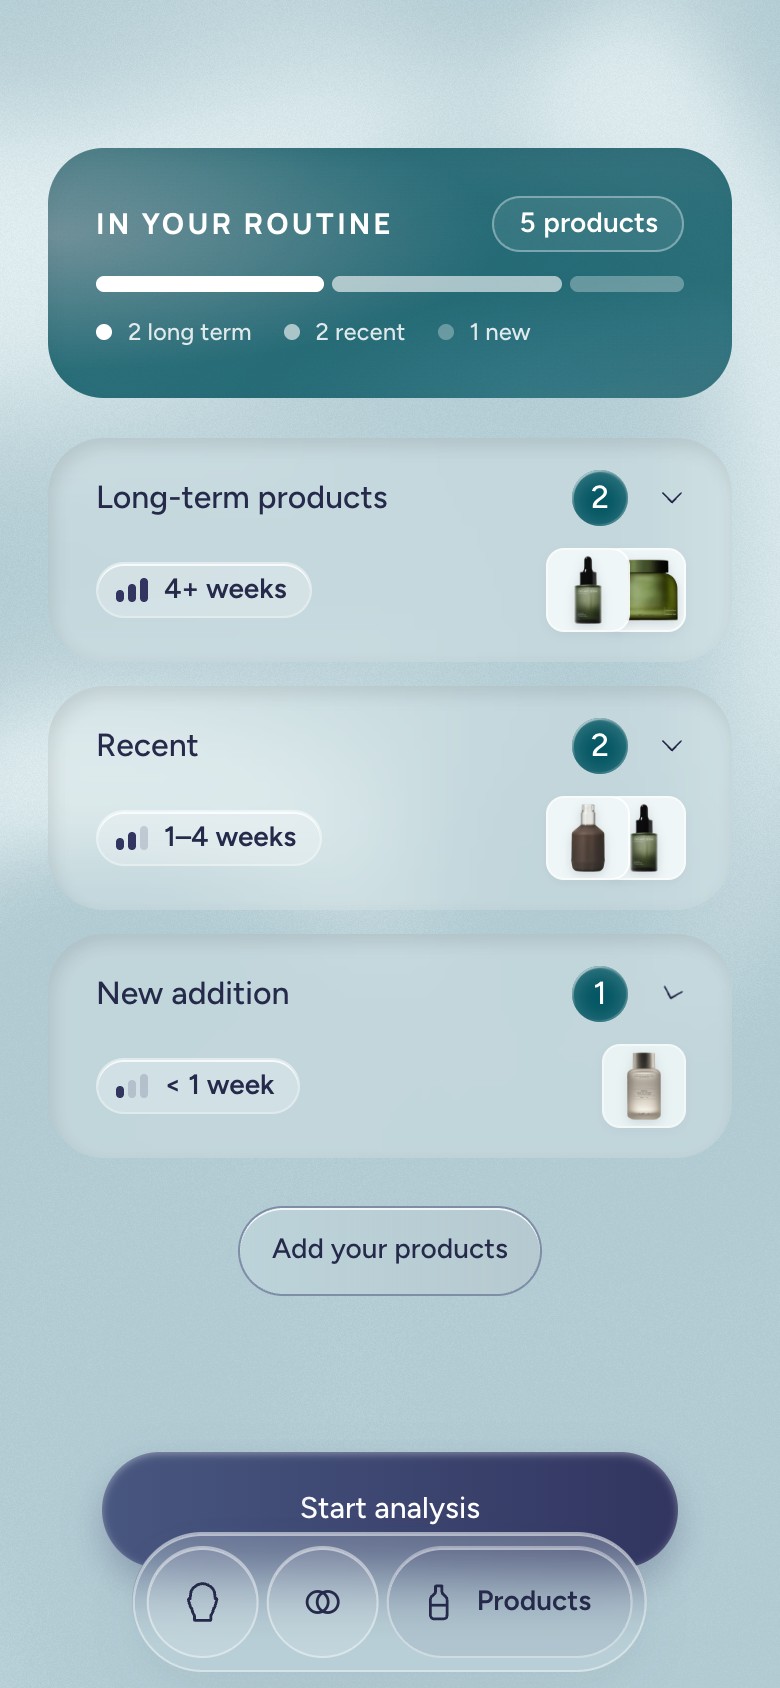 IN YOUR ROUTINE
5 products
2 long term
2 recent
1 new
Long-term products
2
4+ weeks
Recent
2
1–4 weeks
New addition
1
< 1 week
Add your products
Start analysis
Products